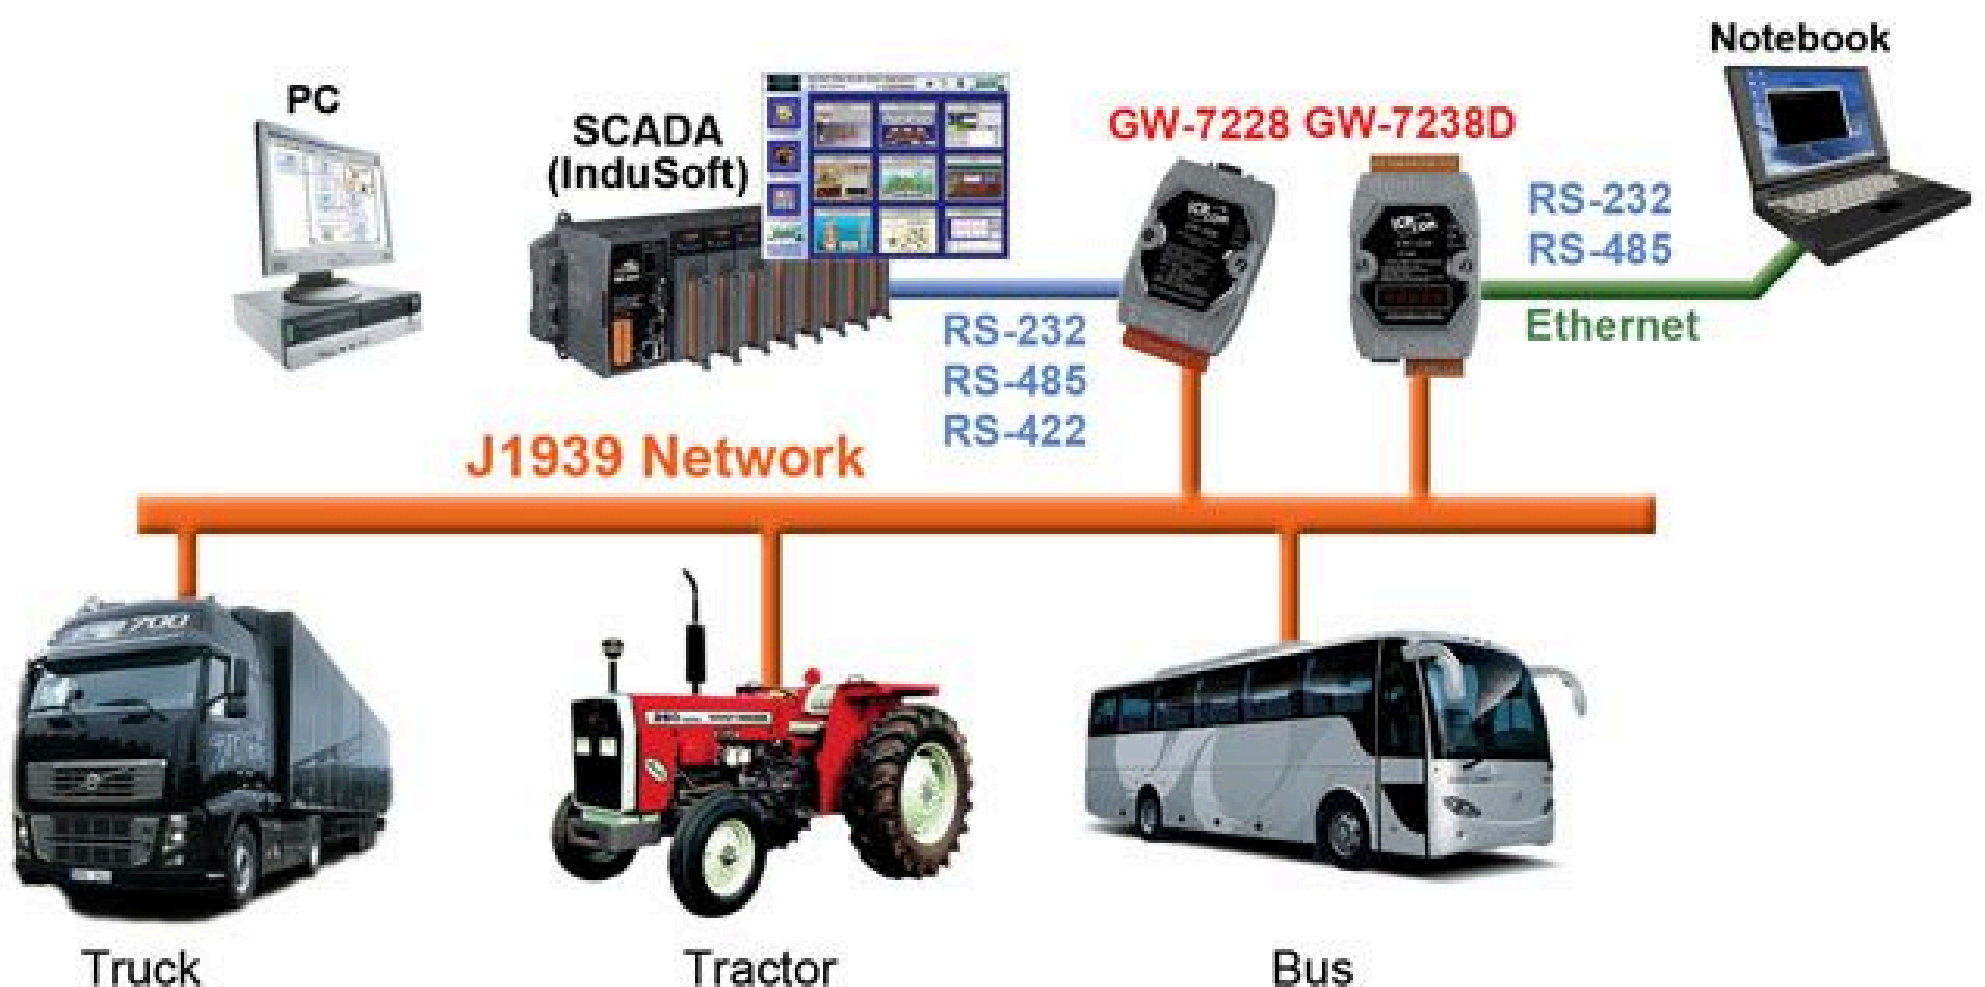 Notebook
PC
SCADA
(InduSoft)
GW-7228 GW-7238D
RS-232
RS-485
Ethernet
RS-232
RS-485
RS-422
J1939 Network
700
Truck
Tractor
Bus